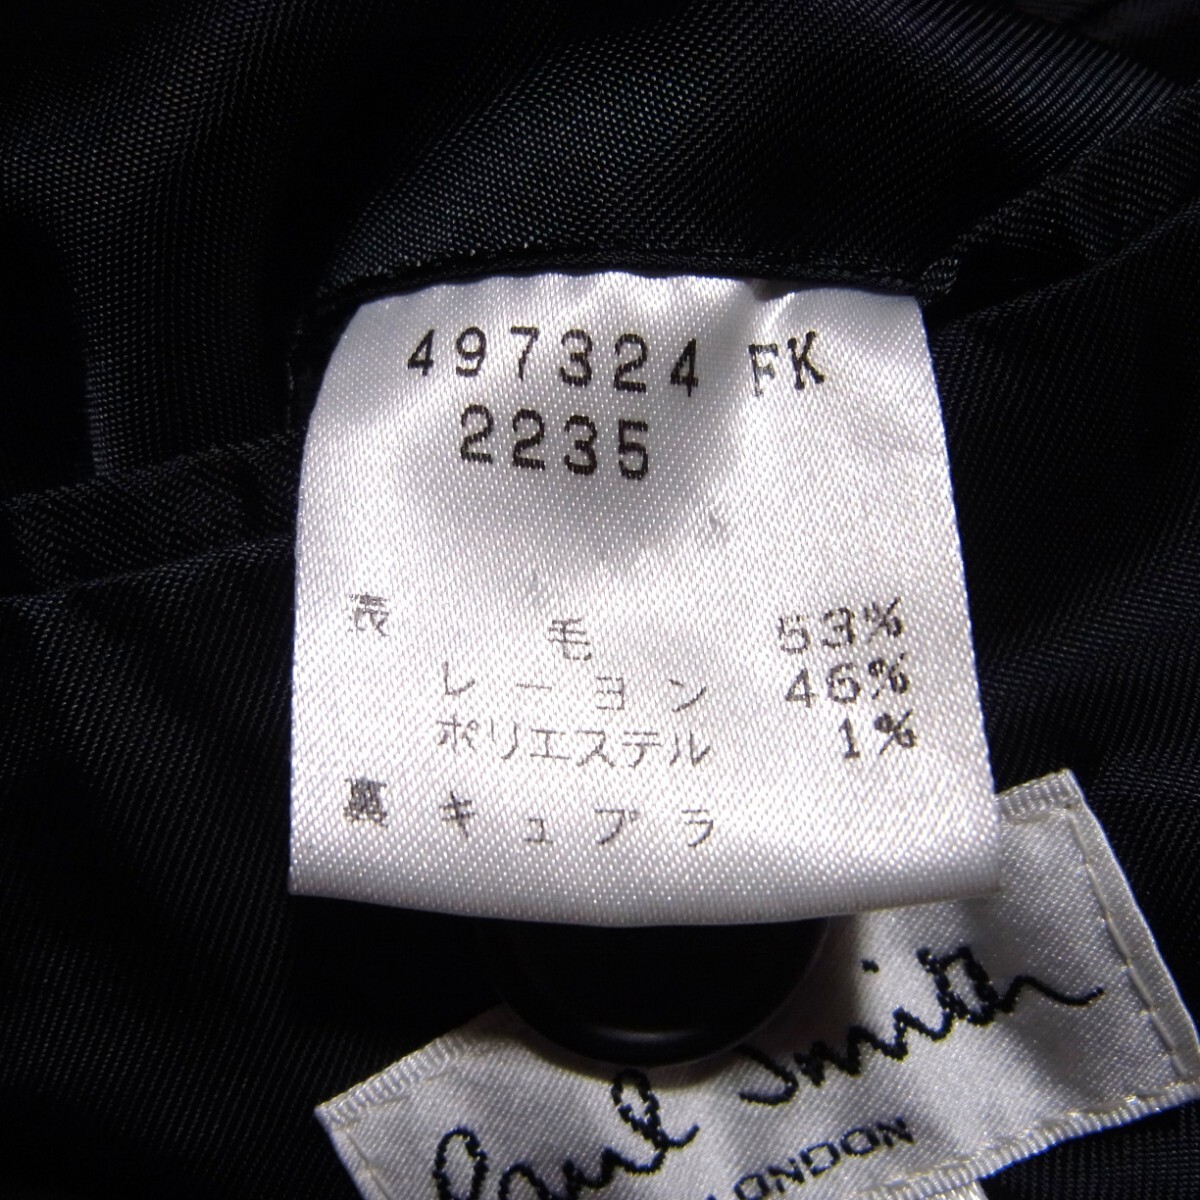 497324 FK
2235
表 毛 53%
レーヨン 46%
ポリエステル 1%
裏 キュプラ
Paul Smith
LONDON